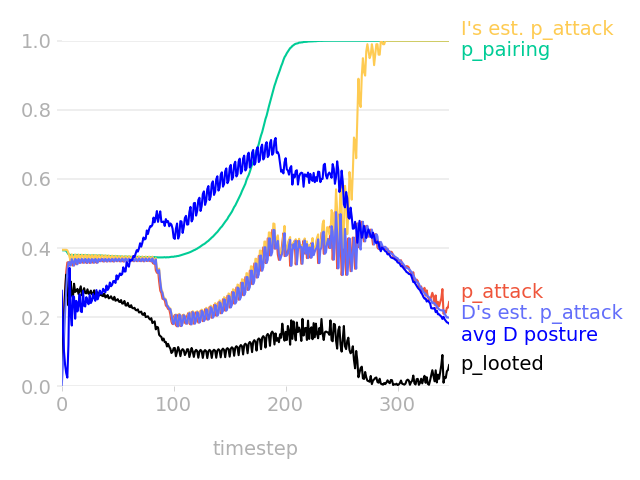 I's est. p_attack
p_pairing
1.0
0.8
0.6
0.4
0.2
0.0
p_attack
D's est. p_attack
avg D posture
p_looted
0
100
200
300
timestep